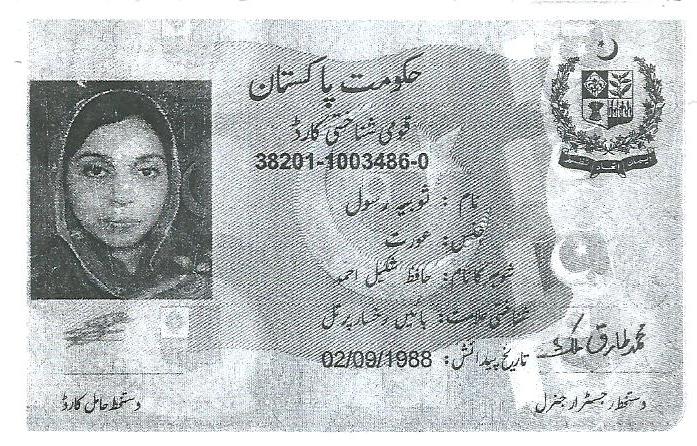 حکومت پاکستان
قومی شناختی کارڈ
38201-1003486-0
نام : ثوبیہ رسول
جنس: عورت
شوہر کا نام: حافظ شکیل احمد
شناختی علامت: بائیں رخسار پر تل
تاریخ پیدائش : 02/09/1988
محمد طارق ملک
دستخط حامل کارڈ
دستخط رجسٹرار جنرل